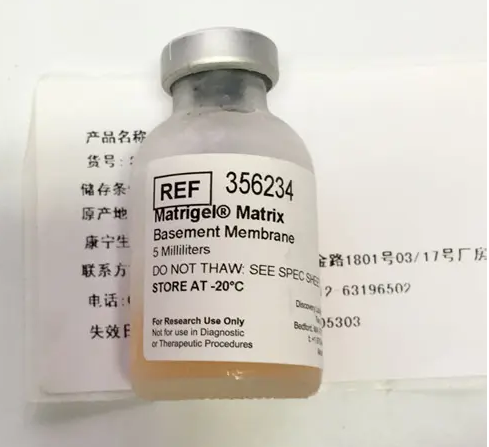 产品名称
货号:
储存条
原产地
康宁生
联系方
电话:
失效日
REF 356234
Matrigel® Matrix
Basement Membrane
5 Milliliters
DO NOT THAW: SEE SPEC SHEE
STORE AT -20°C
For Research Use Only
Not for use in Diagnostic
or Therapeutic Procedures
Discovery
Bedford,
金路1801号03/17号厂房
2-63196502
05303